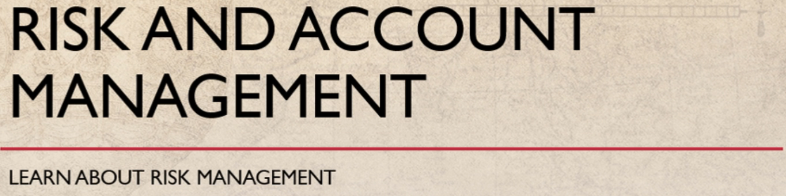 RISK AND ACCOUNT
MANAGEMENT
LEARN ABOUT RISK MANAGEMENT